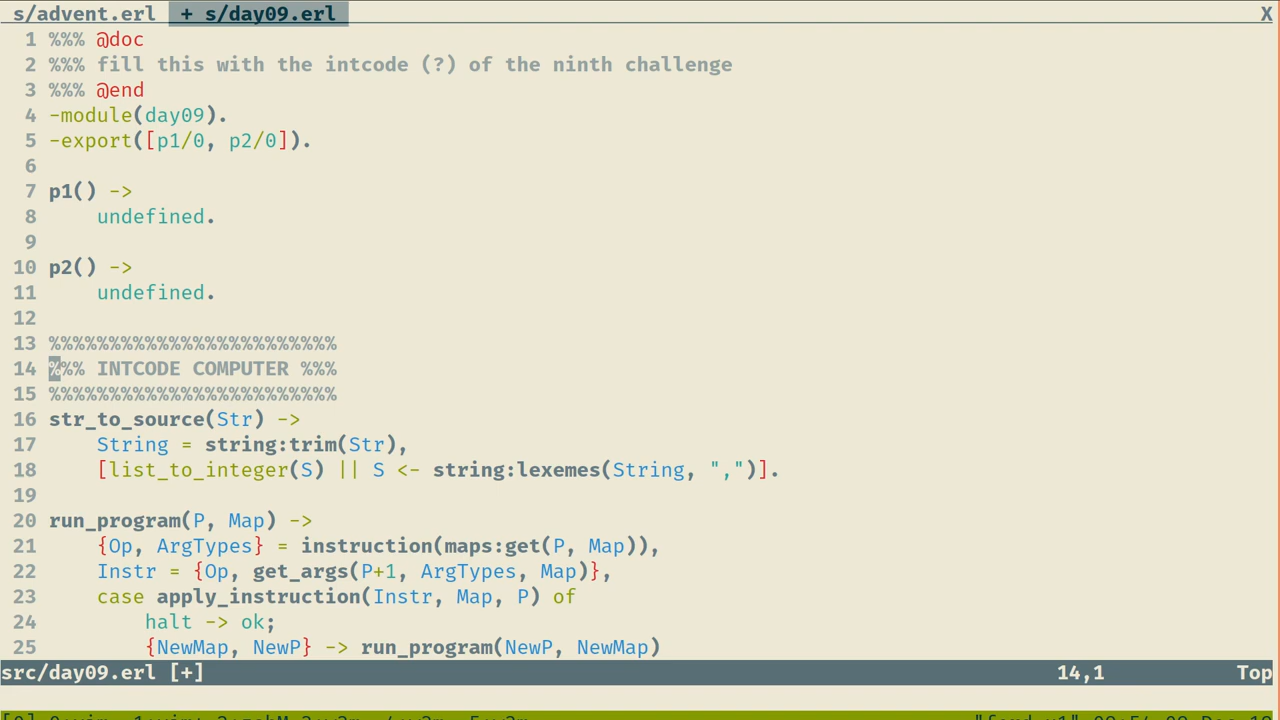 s/advent.erl  + s/day09.erl X
1 %%% @doc
2 %%% fill this with the intcode (?) of the ninth challenge
3 %%% @end
4 -module(day09).
5 -export([p1/0, p2/0]).
6
7 p1() ->
8     undefined.
9
10 p2() ->
11     undefined.
12
13 %%%%%%%%%%%%%%%%%%%%%%%%
14 %%% INTCODE COMPUTER %%%
15 %%%%%%%%%%%%%%%%%%%%%%%%
16 str_to_source(Str) ->
17     String = string:trim(Str),
18     [list_to_integer(S) || S <- string:lexemes(String, ",")].
19
20 run_program(P, Map) ->
21     {Op, ArgTypes} = instruction(maps:get(P, Map)),
22     Instr = {Op, get_args(P+1, ArgTypes, Map)},
23     case apply_instruction(Instr, Map, P) of
24         halt -> ok;
25         {NewMap, NewP} -> run_program(NewP, NewMap)
src/day09.erl [+] 14,1 Top